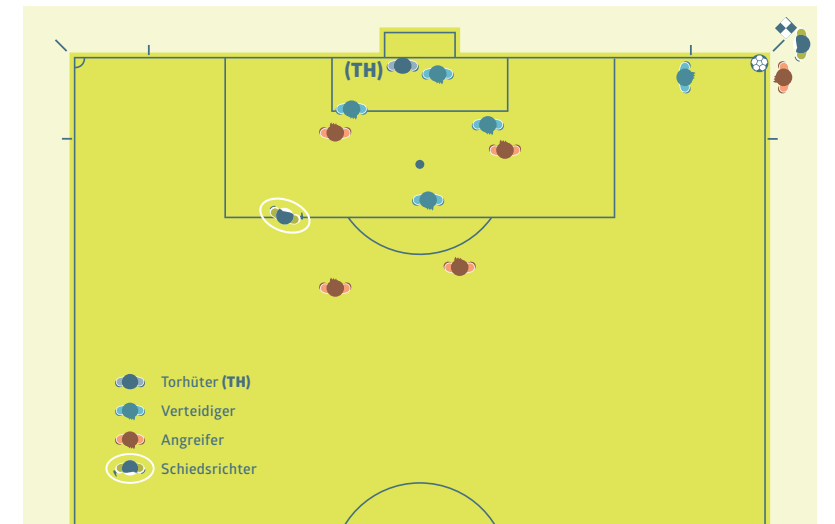 (TH)
Torhüter (TH)
Verteidiger
Angreifer
Schiedsrichter